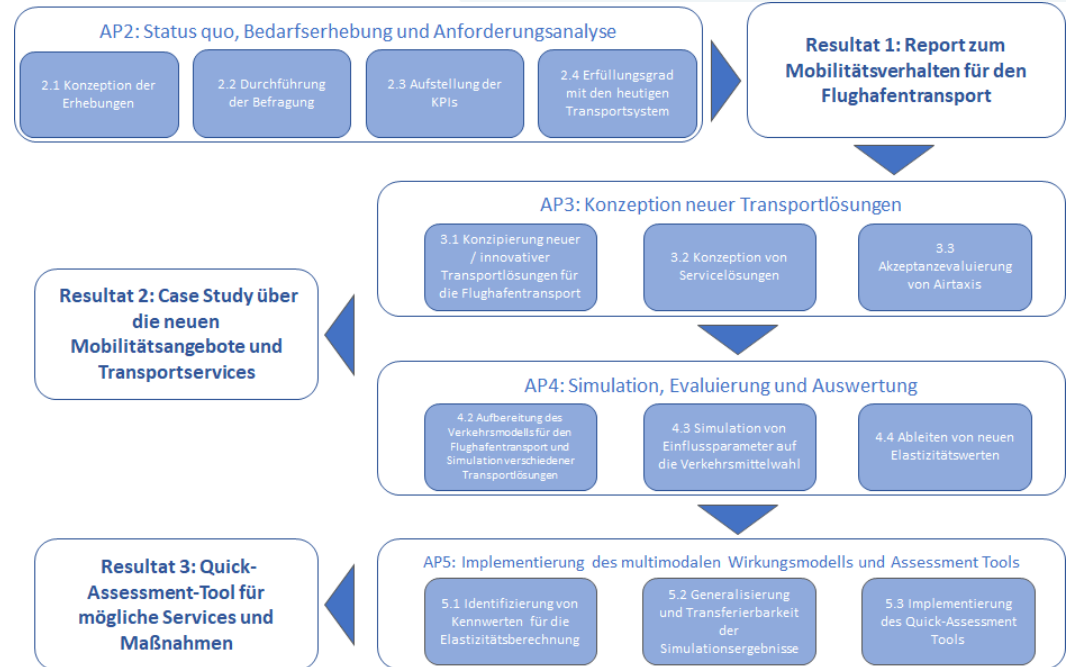 AP2: Status quo, Bedarfserhebung und Anforderungsanalyse
2.1 Konzeption der
Erhebungen
2.2 Durchführung
der Befragung
2.3 Aufstellung der
KPIs
2.4 Erfüllungsgrad
mit den heutigen
Transportsystem
Resultat 1: Report zum
Mobilitätsverhalten für den
Flughafentransport
AP3: Konzeption neuer Transportlösungen
3.1 Konzipierung neuer
/ innovativer
Transportlösungen für
die Flughafentransport
3.2 Konzeption von
Servicelösungen
3.3
Akzeptanzevaluierung
von Airtaxis
Resultat 2: Case Study über
die neuen
Mobilitätsangebote und
Transportservices
AP4: Simulation, Evaluierung und Auswertung
4.2 Aufbereitung des
Verkehrsmodells für den
Flughafentransport und
Simulation verschiedener
Transportlösungen
4.3 Simulation von
Einflussparameter auf
die Verkehrsmittelwahl
4.4 Ableiten von neuen
Elastizitätswerten
Resultat 3: Quick-
Assessment-Tool für
mögliche Services und
Maßnahmen
AP5: Implementierung des multimodalen Wirkungsmodells und Assessment Tools
5.1 Identifizierung von
Kennwerten für die
Elastizitätsberechnung
5.2 Generalisierung
und Transferierbarkeit
der
Simulationsergebnisse
5.3 Implementierung
des Quick-Assessment
Tools